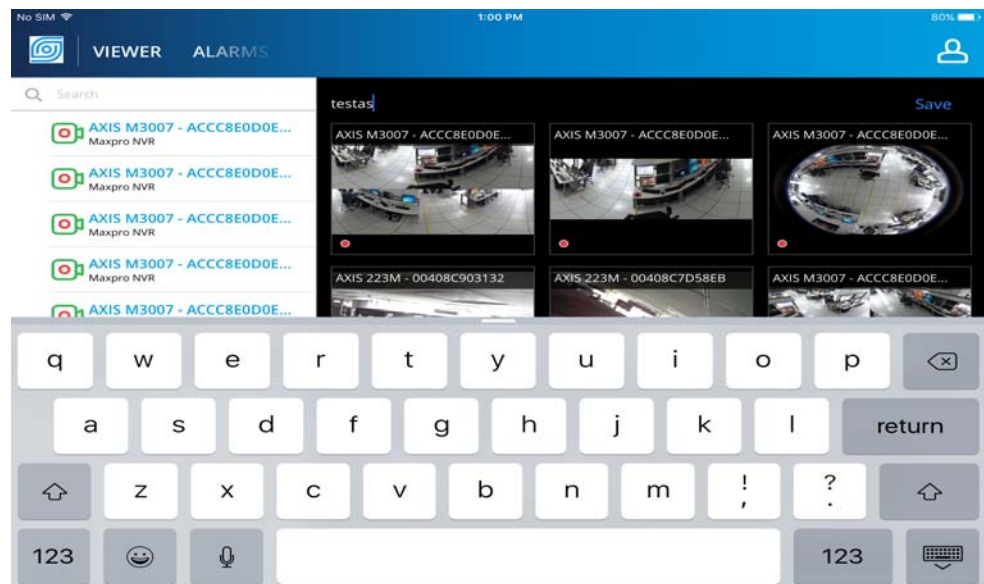 No SIM 1:00 PM 80%
VIEWER ALARMS
Search
testas Save
AXIS M3007 - ACCC8E0D0E...
Maxpro NVR
AXIS M3007 - ACCC8E0D0E...
Maxpro NVR
AXIS M3007 - ACCC8E0D0E...
Maxpro NVR
AXIS M3007 - ACCC8E0D0E...
Maxpro NVR
AXIS M3007 - ACCC8E0D0E...
AXIS M3007 - ACCC8E0D0E... AXIS M3007 - ACCC8E0D0E... AXIS M3007 - ACCC8E0D0E...
AXIS 223M - 00408C903132 AXIS 223M - 00408C7D58EB AXIS M3007 - ACCC8E0D0E...
q w e r t y u i o p
a s d f g h j k l return
z x c v b n m ! , ? .
123 123